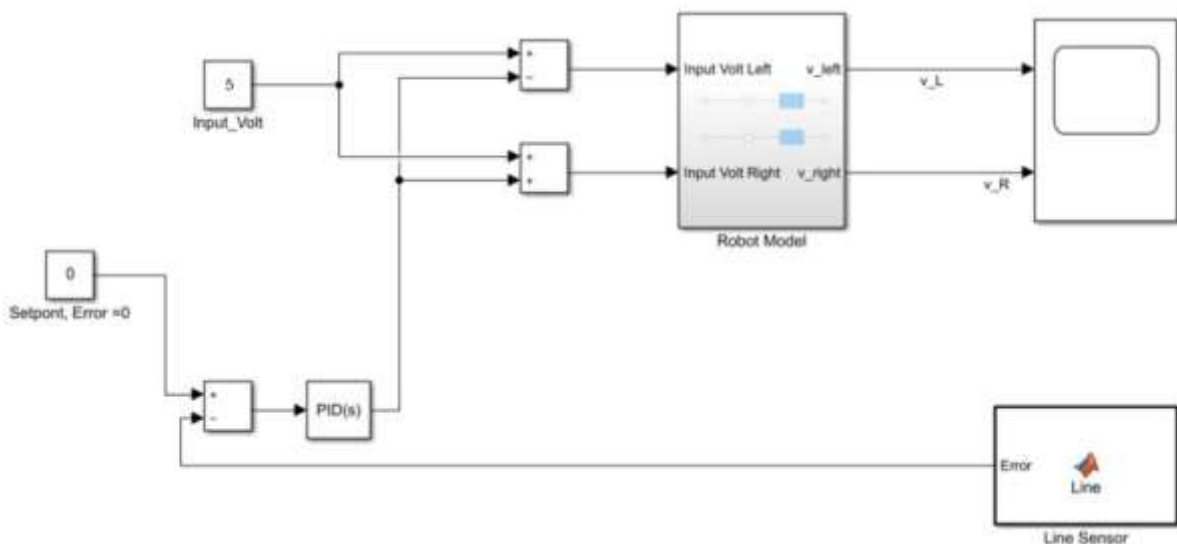 5
Input_Volt
+
−
+
+
Input Volt Left
v_left
Input Volt Right
v_right
Robot Model
v_L
v_R
0
Setpont, Error =0
+
−
PID(s)
Error
Line
Line Sensor